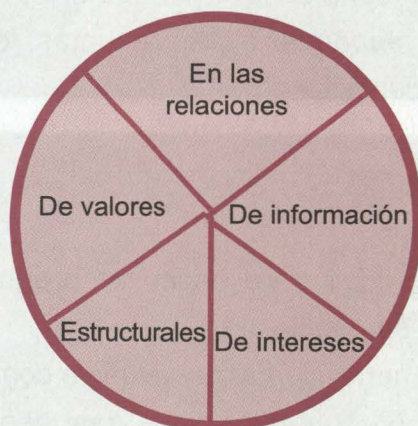 En las
relaciones
De valores
De información
Estructurales
De intereses